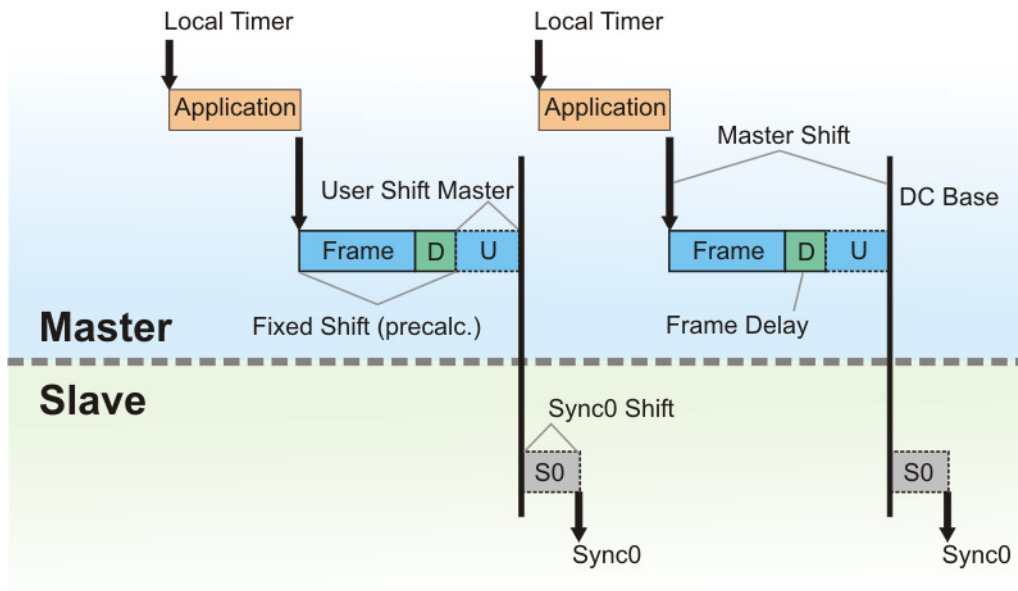 Local Timer
Local Timer
Application
Application
Master Shift
User Shift Master
DC Base
Frame
D
U
Frame
D
U
Fixed Shift (precalc.)
Frame Delay
Master
Slave
Sync0 Shift
S0
S0
Sync0
Sync0